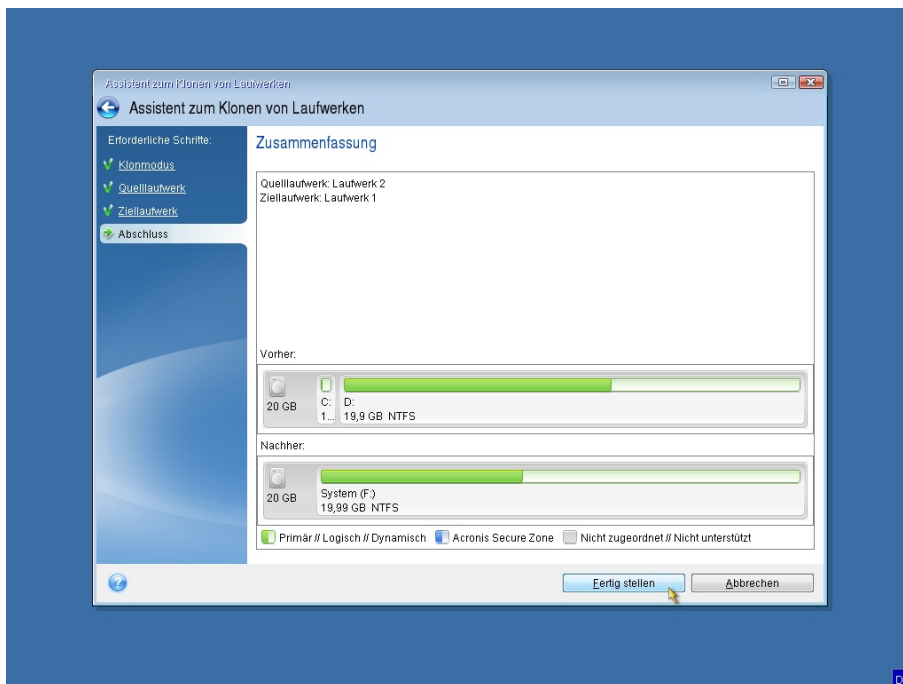 Assistent zum Klonen von Laufwerken
Assistent zum Klonen von Laufwerken
Erforderliche Schritte:
Klonmodus
Quelllaufwerk
Ziellaufwerk
Abschluss
Zusammenfassung
Quelllaufwerk: Laufwerk 2
Ziellaufwerk: Laufwerk 1
Vorher:
20 GB
C:
1...
D:
19,9 GB NTFS
Nachher:
20 GB
System (F:)
19,99 GB NTFS
Primär // Logisch // Dynamisch
Acronis Secure Zone
Nicht zugeordnet // Nicht unterstützt
Fertig stellen
Abbrechen